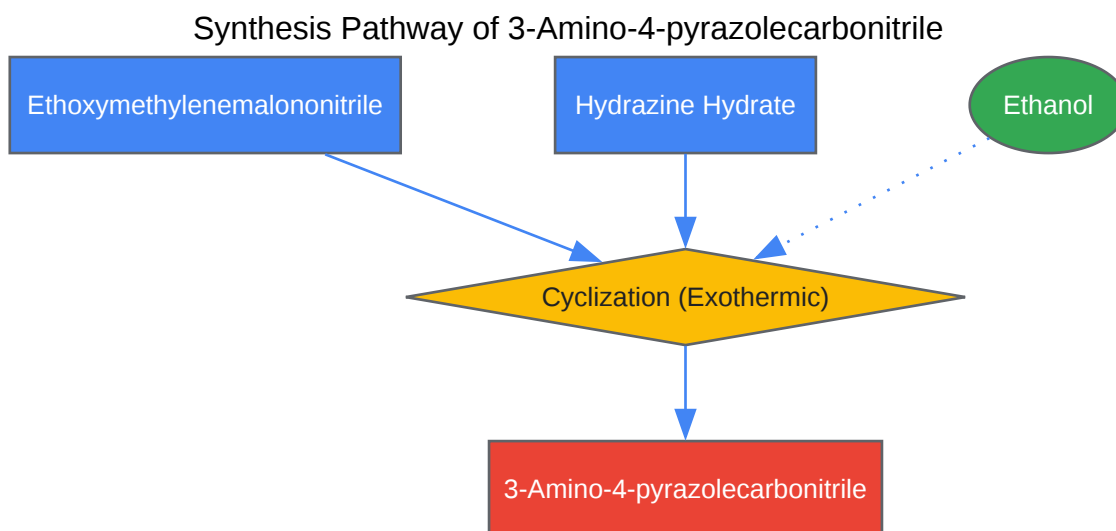 Synthesis Pathway of 3-Amino-4-pyrazolecarbonitrile
Ethoxymethylenemalononitrile
Hydrazine Hydrate
Ethanol
Cyclization (Exothermic)
3-Amino-4-pyrazolecarbonitrile